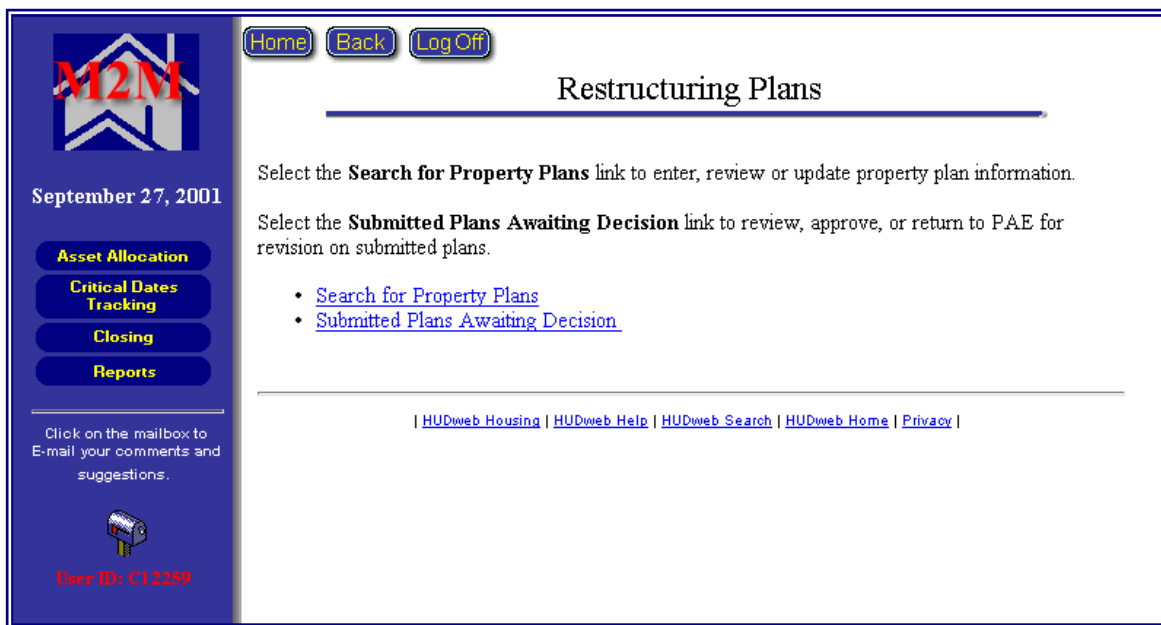 M2M
September 27, 2001
Asset Allocation
Critical Dates
Tracking
Closing
Reports
Click on the mailbox to
E-mail your comments and
suggestions.
User ID: C12259
Home Back Log Off
Restructuring Plans
Select the Search for Property Plans link to enter, review or update property plan information.
Select the Submitted Plans Awaiting Decision link to review, approve, or return to PAE for
revision on submitted plans.
• Search for Property Plans
• Submitted Plans Awaiting Decision
| HUDweb Housing | HUDweb Help | HUDweb Search | HUDweb Home | Privacy |